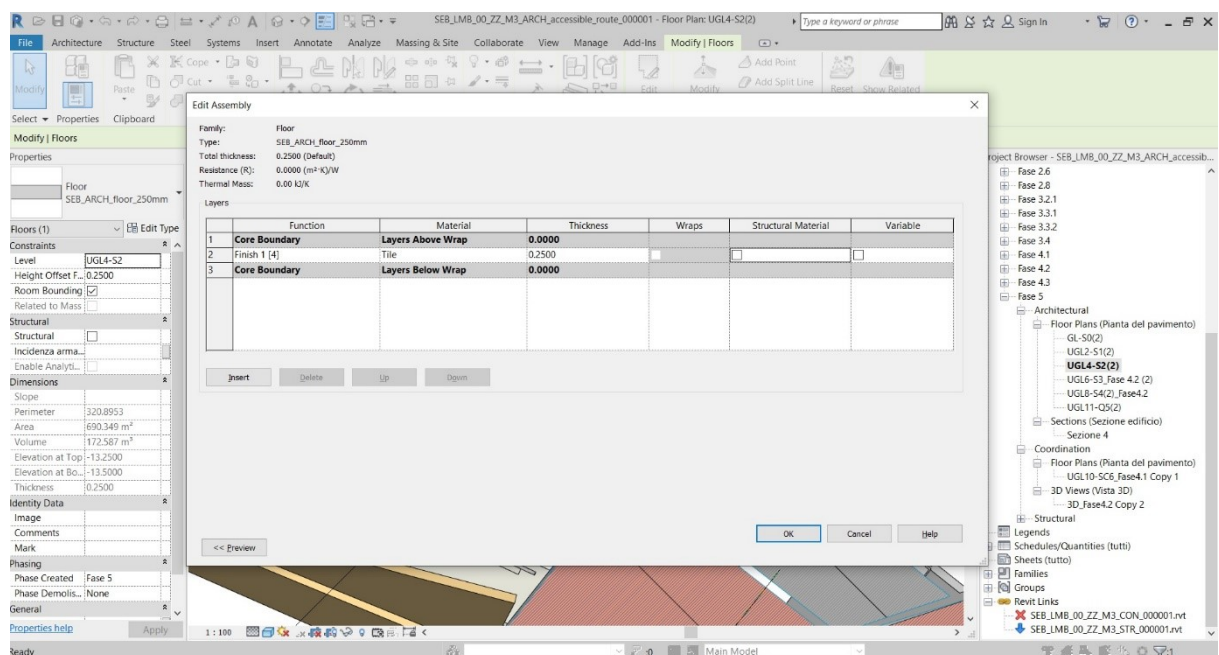 SEB_LMB_00_ZZ_M3_ARCH_accessible_route_000001 - Floor Plan: UGL4-S2(2)
Type a keyword or phrase
Sign In
File Architecture Structure Steel Systems Insert Annotate Analyze Massing & Site Collaborate View Manage Add-Ins Modify | Floors
Modify
Paste
Cope
Cut
Edit
Modify
Add Point
Add Split Line
Reset
Show Related
Select Properties Clipboard
Modify | Floors
Properties
Floor
SEB_ARCH_floor_250mm
Floors (1) Edit Type
Constraints
Level UGL4-S2
Height Offset F... 0.2500
Room Bounding
Related to Mass
Structural
Structural
Incidenza arma...
Enable Analyti...
Dimensions
Slope
Perimeter 320.8953
Area 690.349 m²
Volume 172.587 m³
Elevation at Top -13.2500
Elevation at Bo... -13.5000
Thickness 0.2500
Identity Data
Image
Comments
Mark
Phasing
Phase Created Fase 5
Phase Demolis... None
General
Properties help Apply
Ready
Edit Assembly
Family: Floor
Type: SEB_ARCH_floor_250mm
Total thickness: 0.2500 (Default)
Resistance (R): 0.0000 (m²·K)/W
Thermal Mass: 0.00 kJ/K
Layers
Function Material Thickness Wraps Structural Material Variable
1 Core Boundary Layers Above Wrap 0.0000
2 Finish 1 [4] Tile 0.2500
3 Core Boundary Layers Below Wrap 0.0000
Insert Delete Up Down
<< Preview
OK Cancel Help
1 : 100
:0
Main Model
:1
Project Browser - SEB_LMB_00_ZZ_M3_ARCH_accessib...
Fase 2.6
Fase 2.8
Fase 3.2.1
Fase 3.3.1
Fase 3.3.2
Fase 3.4
Fase 4.1
Fase 4.2
Fase 4.3
Fase 5
Architectural
Floor Plans (Pianta del pavimento)
GL-S0(2)
UGL2-S1(2)
UGL4-S2(2)
UGL6-S3_Fase 4.2 (2)
UGL8-S4(2)_Fase4.2
UGL11-Q5(2)
Sections (Sezione edificio)
Sezione 4
Coordination
Floor Plans (Pianta del pavimento)
UGL10-SC6_Fase4.1 Copy 1
3D Views (Vista 3D)
3D_Fase4.2 Copy 2
Structural
Legends
Schedules/Quantities (tutti)
Sheets (tutto)
Families
Groups
Revit Links
SEB_LMB_00_ZZ_M3_CON_000001.rvt
SEB_LMB_00_ZZ_M3_STR_000001.rvt